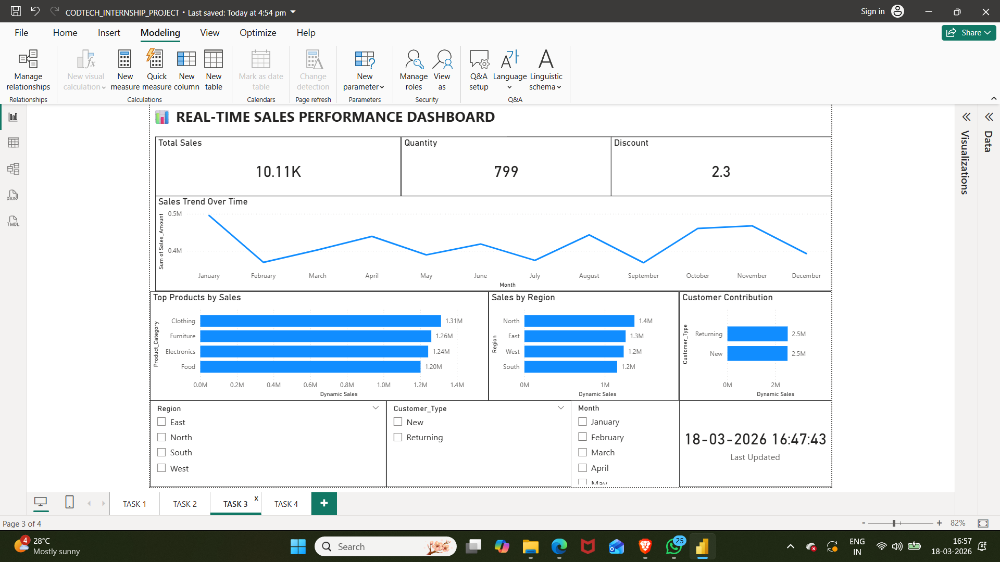 CODTECH_INTERNSHIP_PROJECT • Last saved: Today at 4:54 pm
Sign in
File Home Insert Modeling View Optimize Help
Share
Manage relationships
New visual calculation
New measure
Quick measure
New column
New table
Mark as date table
Change detection
New parameter
Manage roles
View as
Q&A setup
Language
Linguistic schema
Relationships Calculations Calendars Page refresh Parameters Security Q&A
DAX
TMDL
REAL-TIME SALES PERFORMANCE DASHBOARD
Total Sales
10.11K
Quantity
799
Discount
2.3
Sales Trend Over Time
Sum of Sales_Amount
0.5M
0.4M
January February March April May June July August September October November December
Month
Top Products by Sales
Product_Category
Clothing 1.31M
Furniture 1.26M
Electronics 1.24M
Food 1.20M
0.0M 0.2M 0.4M 0.6M 0.8M 1.0M 1.2M 1.4M
Dynamic Sales
Sales by Region
Region
North 1.4M
East 1.3M
West 1.2M
South 1.2M
0M 1M
Dynamic Sales
Customer Contribution
Customer_Type
Returning 2.5M
New 2.5M
0M 2M
Dynamic Sales
Region
East
North
South
West
Customer_Type
New
Returning
Month
January
February
March
April
May
18-03-2026 16:47:43
Last Updated
Visualizations
Data
TASK 1 TASK 2 TASK 3 x TASK 4 +
Page 3 of 4
- + 82%
4
28°C
Mostly sunny
Search
25
ENG
IN
16:57
18-03-2026